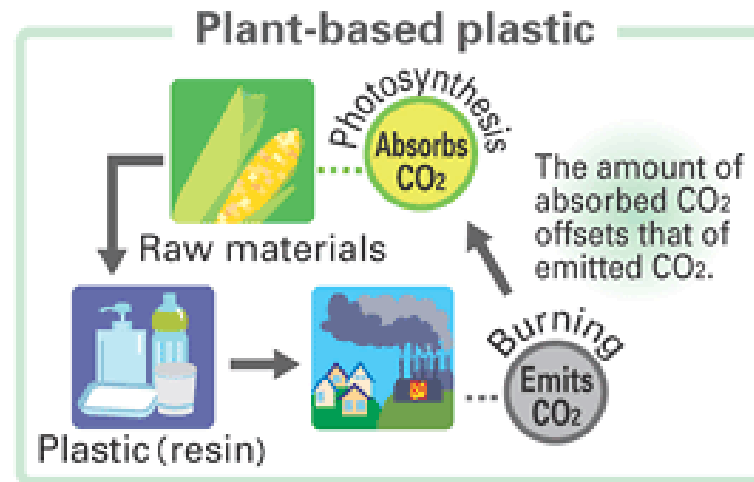 Plant-based plastic
Photosynthesis
Absorbs
CO₂
Raw materials
The amount of
absorbed CO₂
offsets that of
emitted CO₂.
Plastic (resin)
Burning
Emits
CO₂